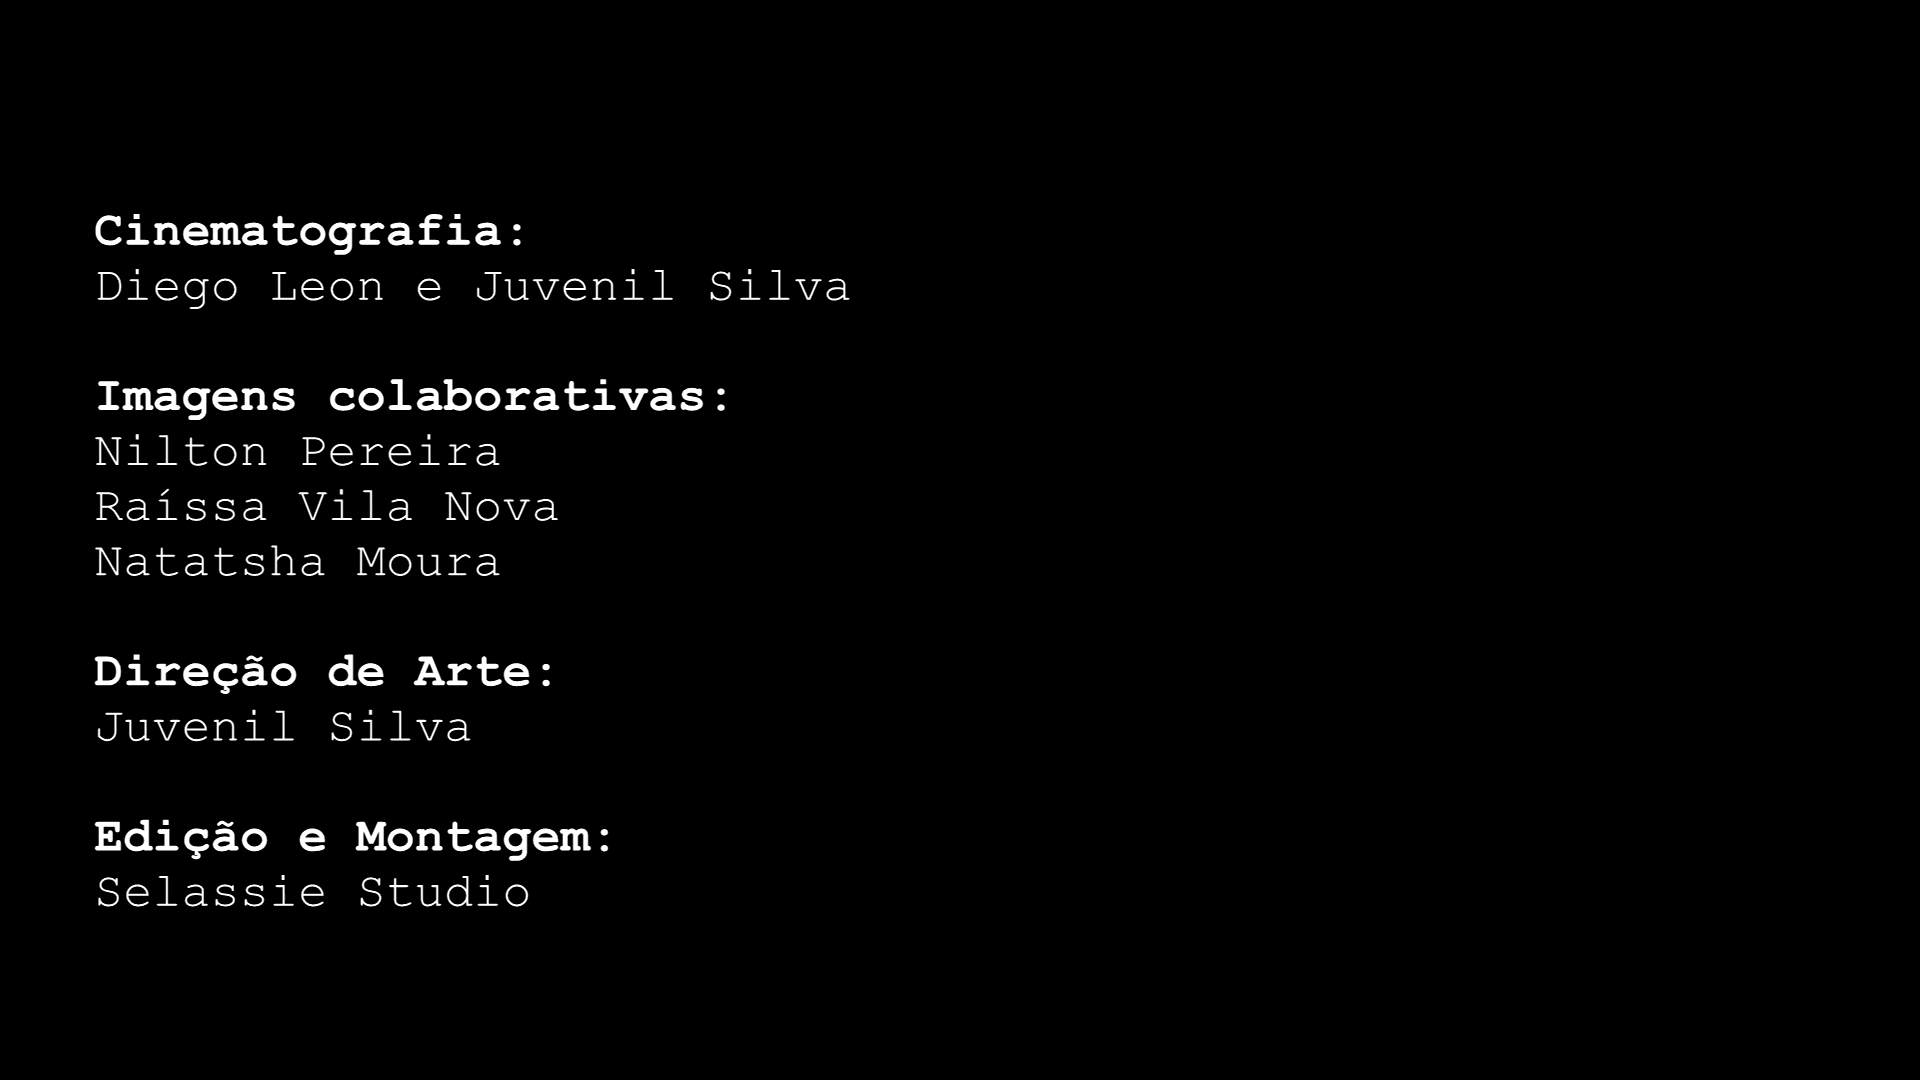 Cinematografia:
Diego Leon e Juvenil Silva
Imagens colaborativas:
Nilton Pereira
Raíssa Vila Nova
Natatsha Moura
Direção de Arte:
Juvenil Silva
Edição e Montagem:
Selassie Studio